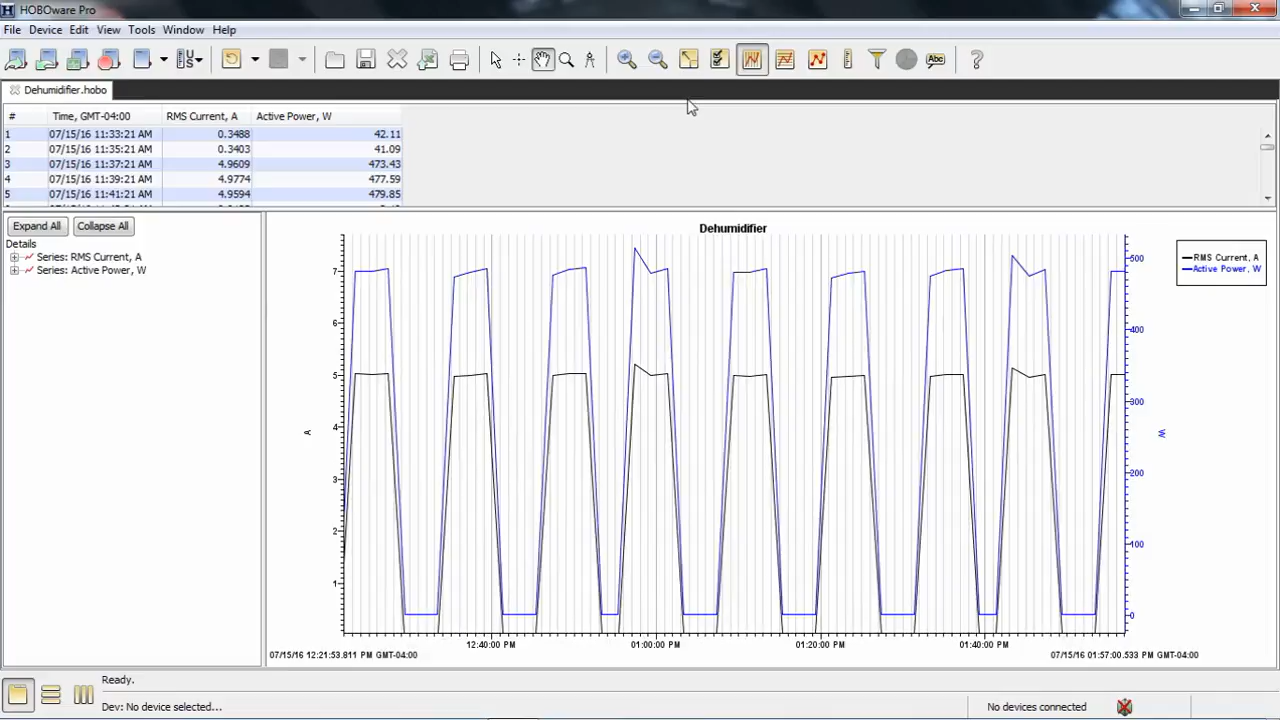 HOBOware Pro
File Device Edit View Tools Window Help
Abc
Dehumidifier.hobo
# Time, GMT-04:00 RMS Current, A Active Power, W
1 07/15/16 11:33:21 AM 0.3488 42.11
2 07/15/16 11:35:21 AM 0.3403 41.09
3 07/15/16 11:37:21 AM 4.9609 473.43
4 07/15/16 11:39:21 AM 4.9774 477.59
5 07/15/16 11:41:21 AM 4.9594 479.85
Expand All Collapse All
Details
Series: RMS Current, A
Series: Active Power, W
Dehumidifier
RMS Current, A
Active Power, W
7
6
5
4
3
2
1
A
500
400
300
200
100
0
W
12:40:00 PM 01:00:00 PM 01:20:00 PM 01:40:00 PM
07/15/16 12:21:53.811 PM GMT-04:00 07/15/16 01:57:00.533 PM GMT-04:00
Ready.
Dev: No device selected... No devices connected